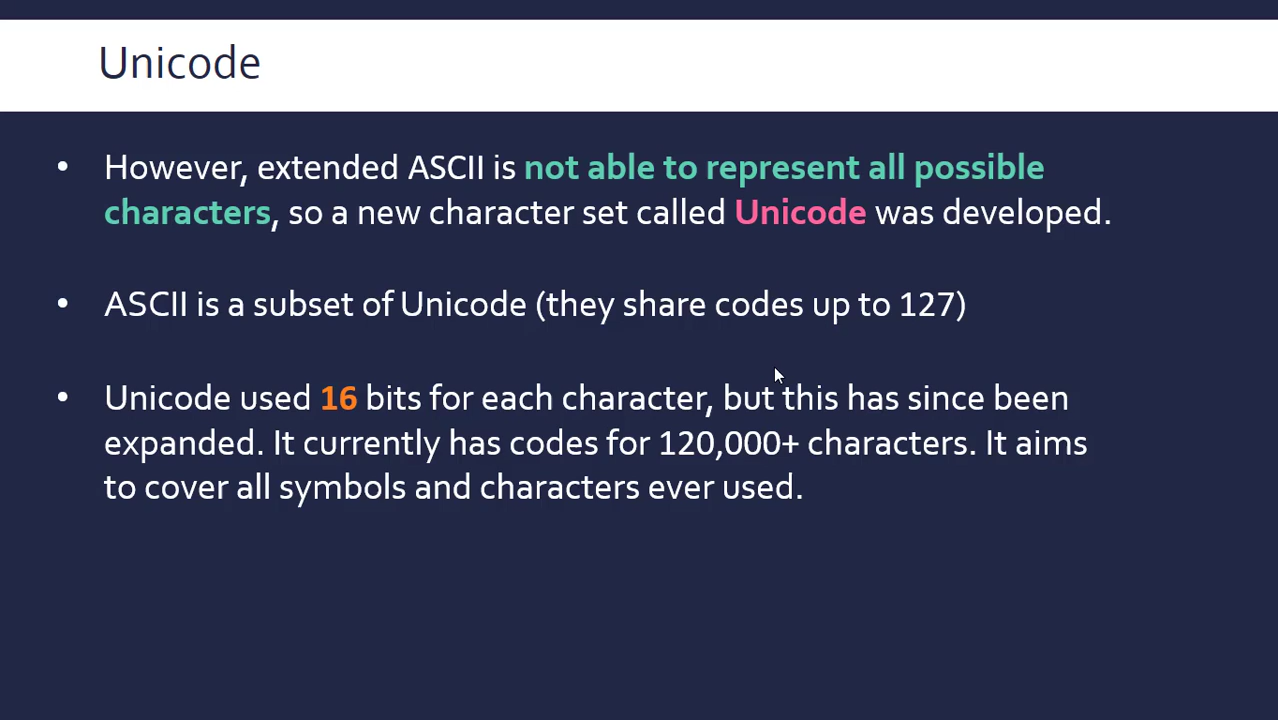 Unicode
• However, extended ASCII is not able to represent all possible
characters, so a new character set called Unicode was developed.
• ASCII is a subset of Unicode (they share codes up to 127)
• Unicode used 16 bits for each character, but this has since been
expanded. It currently has codes for 120,000+ characters. It aims
to cover all symbols and characters ever used.